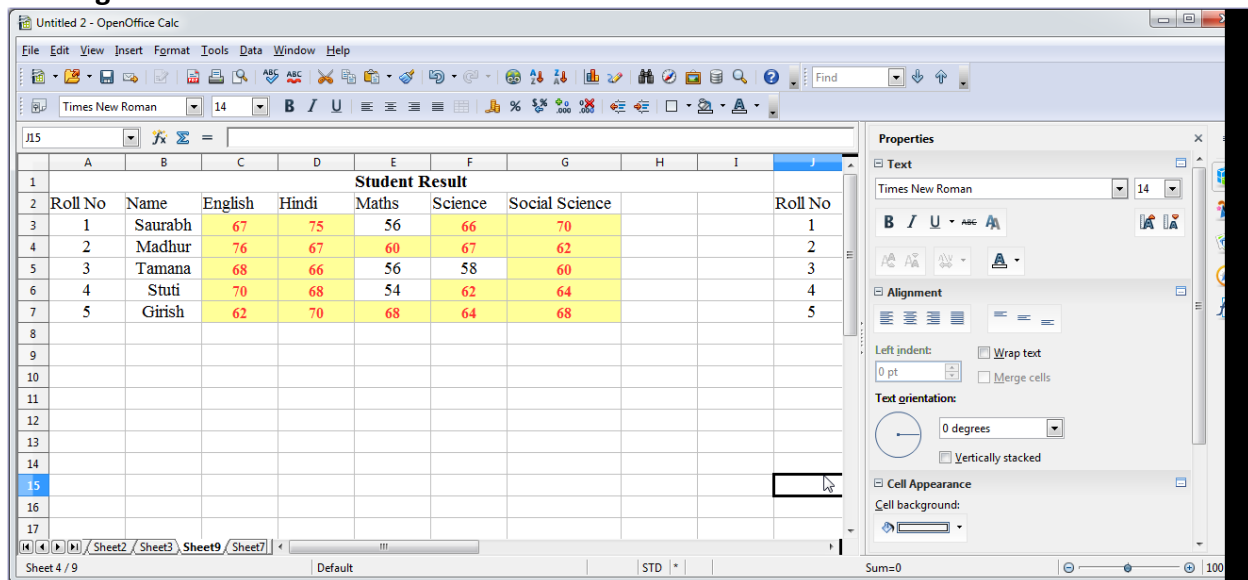 Untitled 2 - OpenOffice Calc
File Edit View Insert Format Tools Data Window Help
Find
Times New Roman 14
J15
Properties
A B C D E F G H I J
Text
1 Student Result
Times New Roman 14
2 Roll No Name English Hindi Maths Science Social Science Roll No
3 1 Saurabh 67 75 56 66 70 1
4 2 Madhur 76 67 60 67 62 2
5 3 Tamana 68 66 56 58 60 3
6 4 Stuti 70 68 54 62 64 4
7 5 Girish 62 70 68 64 68 5
Alignment
8
9
10
11
12
13
14
15
16
17
Left indent: Wrap text
0 pt Merge cells
Text orientation:
0 degrees
Vertically stacked
Cell Appearance
Cell background:
Sheet2 Sheet3 Sheet9 Sheet7
Sheet 4 / 9 Default STD * Sum=0 100